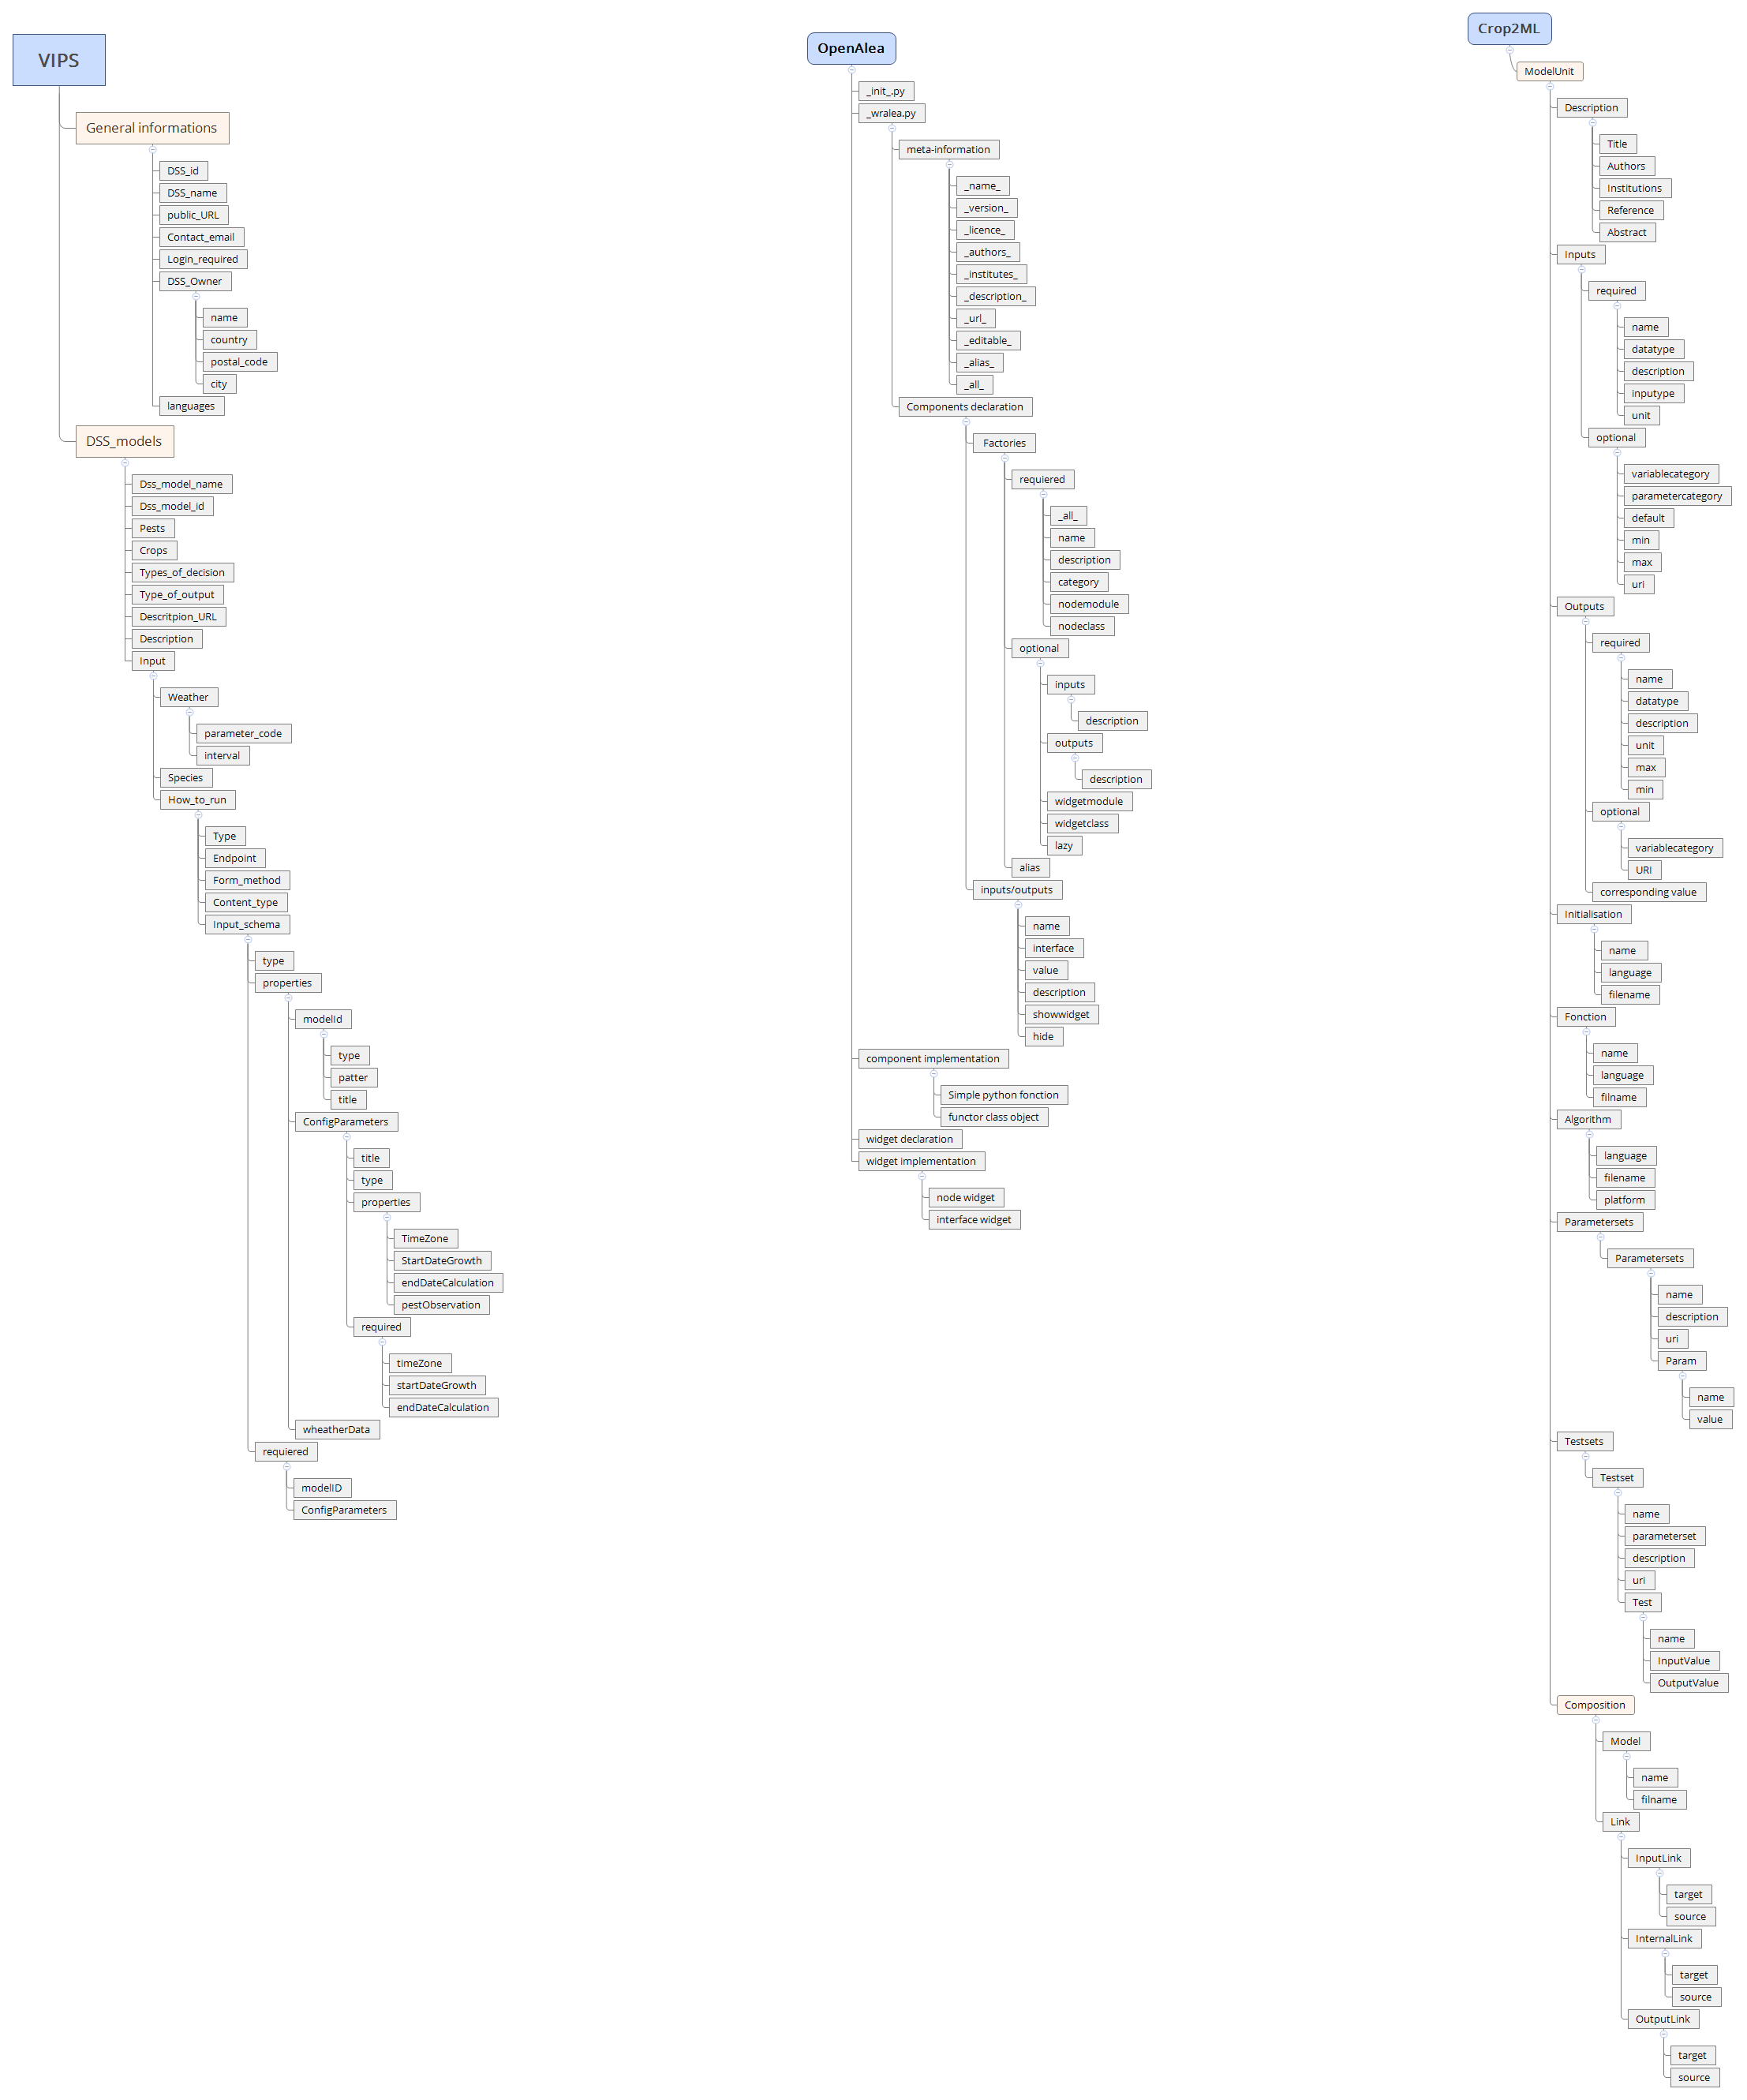 VIPS
General informations
DSS_id
DSS_name
public_URL
Contact_email
Login_required
DSS_Owner
name
country
postal_code
city
languages
DSS_models
Dss_model_name
Dss_model_id
Pests
Crops
Types_of_decision
Type_of_output
Descritpion_URL
Description
Input
Weather
parameter_code
interval
Species
How_to_run
Type
Endpoint
Form_method
Content_type
Input_schema
type
properties
modelId
type
patter
title
ConfigParameters
title
type
properties
TimeZone
StartDateGrowth
endDateCalculation
pestObservation
required
timeZone
startDateGrowth
endDateCalculation
wheatherData
requiered
modelID
ConfigParameters
OpenAlea
_init_.py
_wralea.py
meta-information
_name_
_version_
_licence_
_authors_
_institutes_
_description_
_url_
_editable_
_alias_
_all_
Components declaration
Factories
requiered
_all_
name
description
category
nodemodule
nodeclass
optional
inputs
description
outputs
description
widgetmodule
widgetclass
lazy
alias
inputs/outputs
name
interface
value
description
showwidget
hide
component implementation
Simple python fonction
functor class object
widget declaration
widget implementation
node widget
interface widget
Crop2ML
ModelUnit
Description
Title
Authors
Institutions
Reference
Abstract
Inputs
required
name
datatype
description
inputype
unit
optional
variablecategory
parametercategory
default
min
max
uri
Outputs
required
name
datatype
description
unit
max
min
optional
variablecategory
URI
corresponding value
Initialisation
name
language
filename
Fonction
name
language
filname
Algorithm
language
filename
platform
Parametersets
Parametersets
name
description
uri
Param
name
value
Testsets
Testset
name
parameterset
description
uri
Test
name
InputValue
OutputValue
Composition
Model
name
filname
Link
InputLink
target
source
InternalLink
target
source
OutputLink
target
source